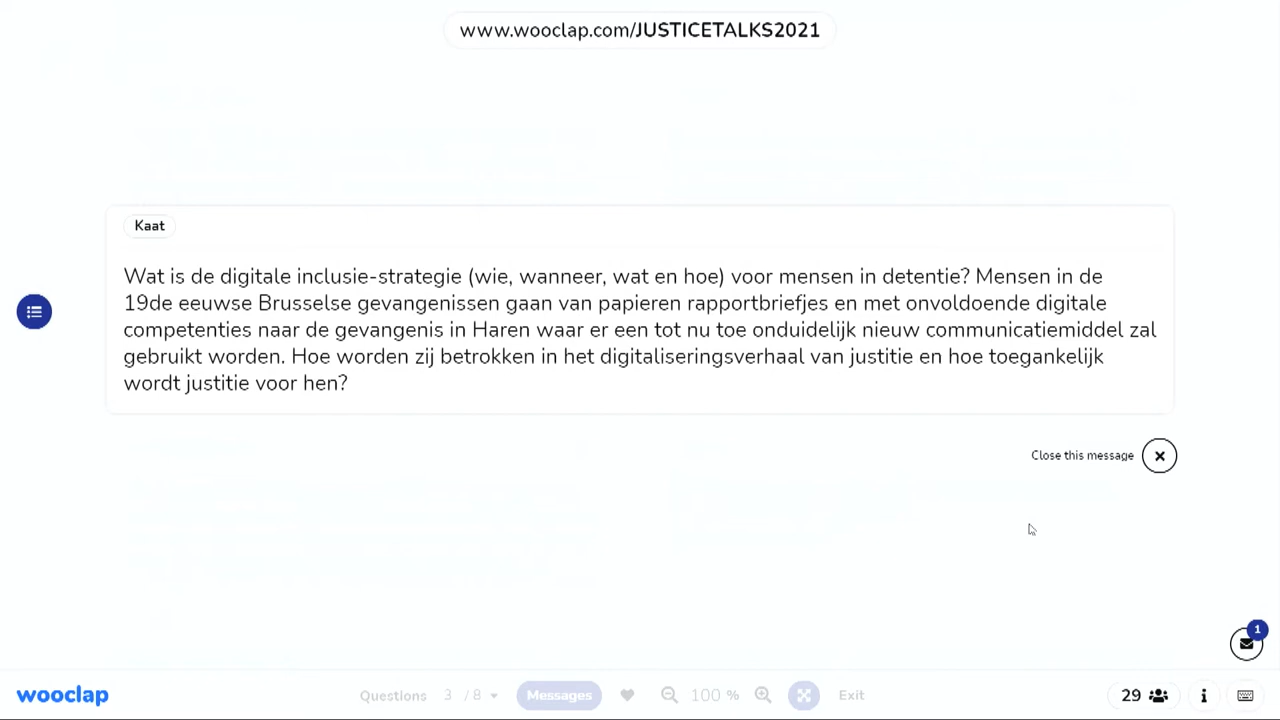 www.wooclap.com/JUSTICETALKS2021
Kaat
Wat is de digitale inclusie-strategie (wie, wanneer, wat en hoe) voor mensen in detentie? Mensen in de
19de eeuwse Brusselse gevangenissen gaan van papieren rapportbriefjes en met onvoldoende digitale
competenties naar de gevangenis in Haren waar er een tot nu toe onduidelijk nieuw communicatiemiddel zal
gebruikt worden. Hoe worden zij betrokken in het digitaliseringsverhaal van justitie en hoe toegankelijk
wordt justitie voor hen?
Close this message
1
wooclap
Questions 3 / 8
Messages
100 %
Exit
29